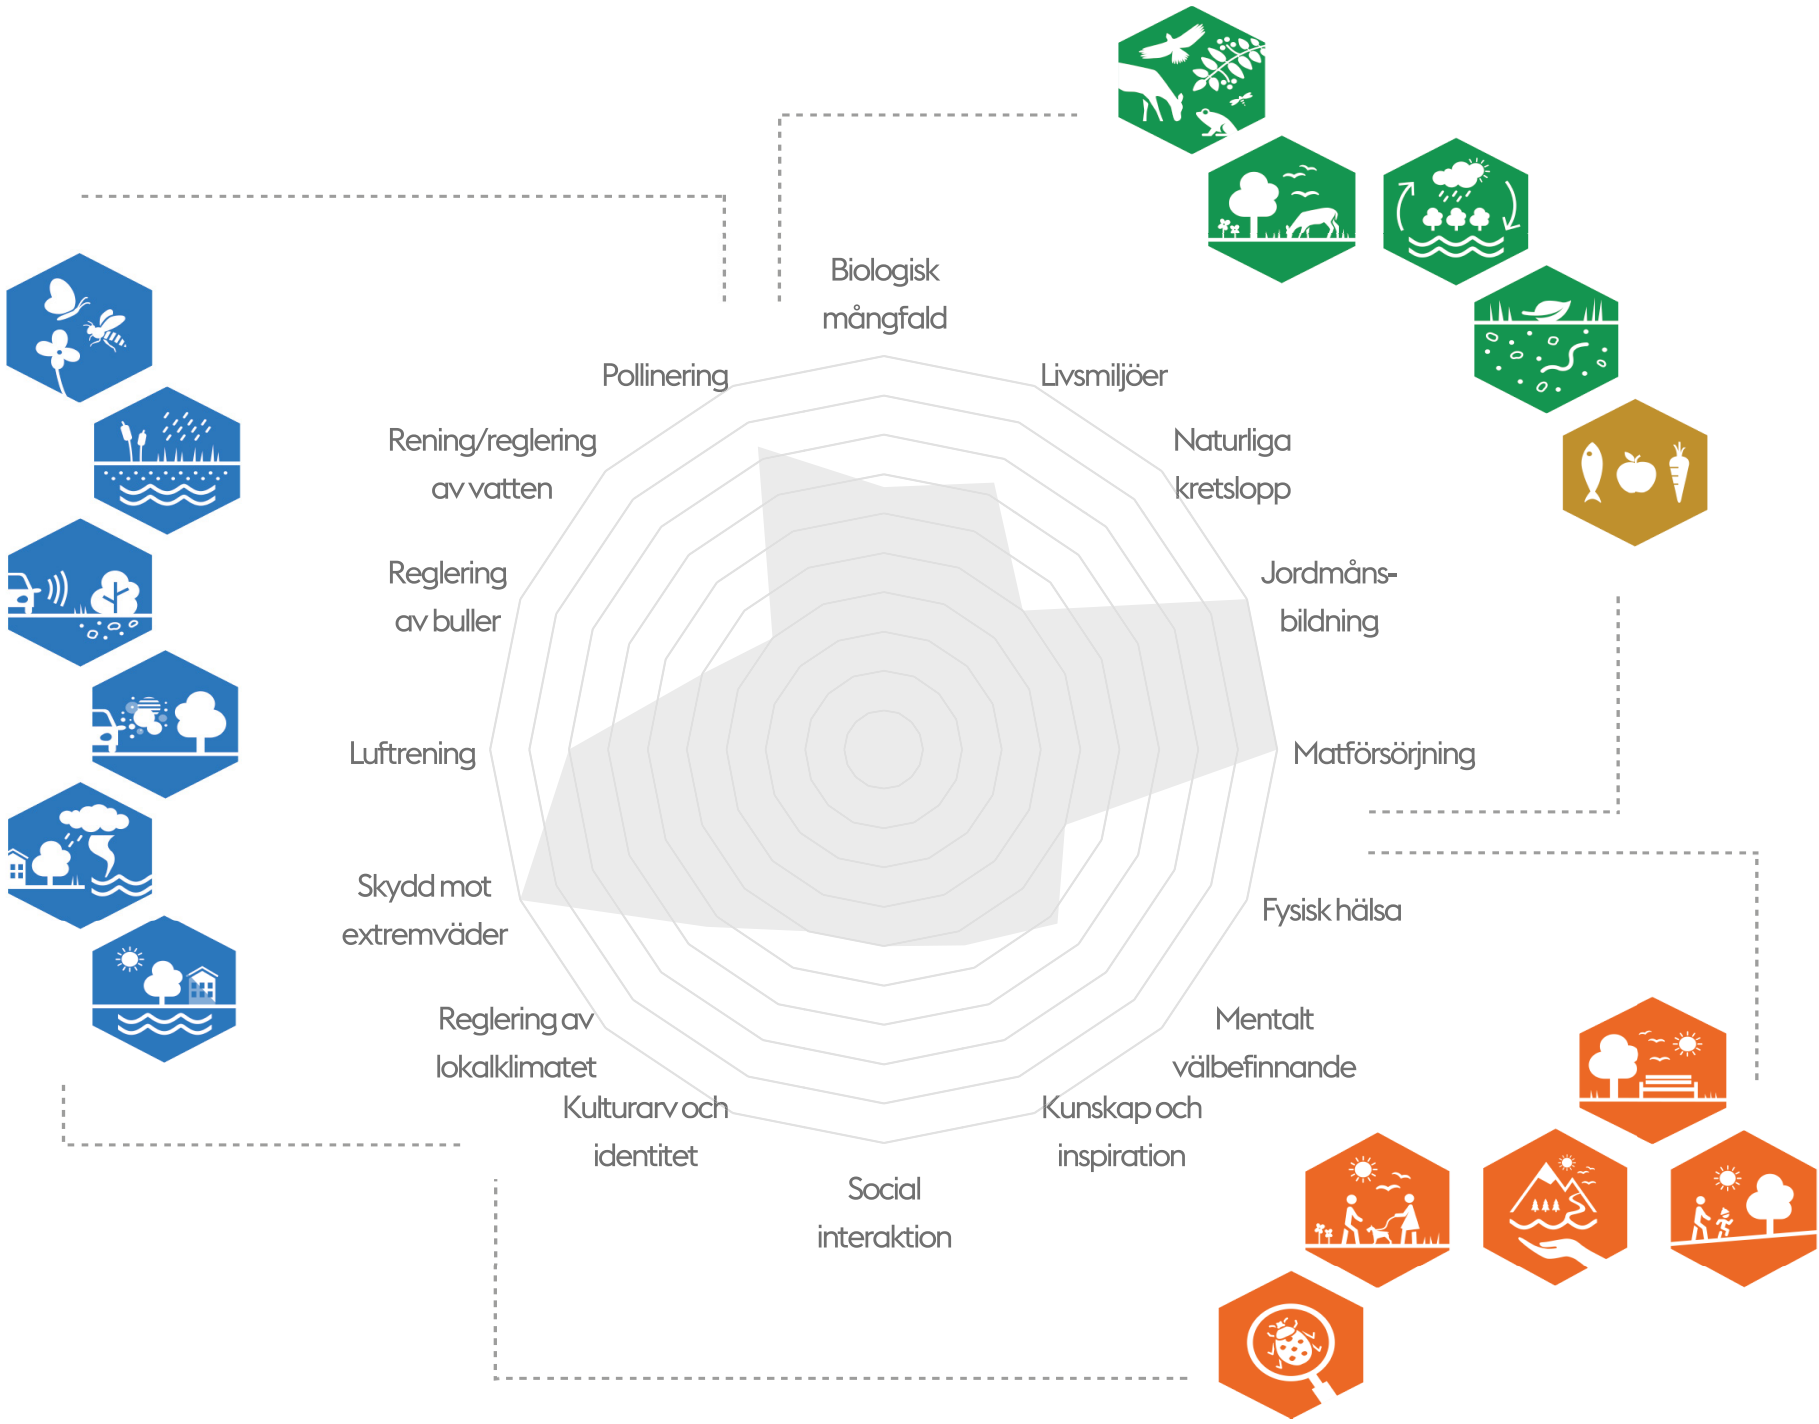 Biologisk
mångfald
Pollinering
Livsmiljöer
Rening/reglering
av vatten
Naturliga
kretslopp
Reglering
av buller
Jordmåns-
bildning
Luftrening
Matförsörjning
Skydd mot
extremväder
Fysisk hälsa
Reglering av
lokalklimatet
Mentalt
välbefinnande
Kulturarv och
identitet
Kunskap och
inspiration
Social
interaktion